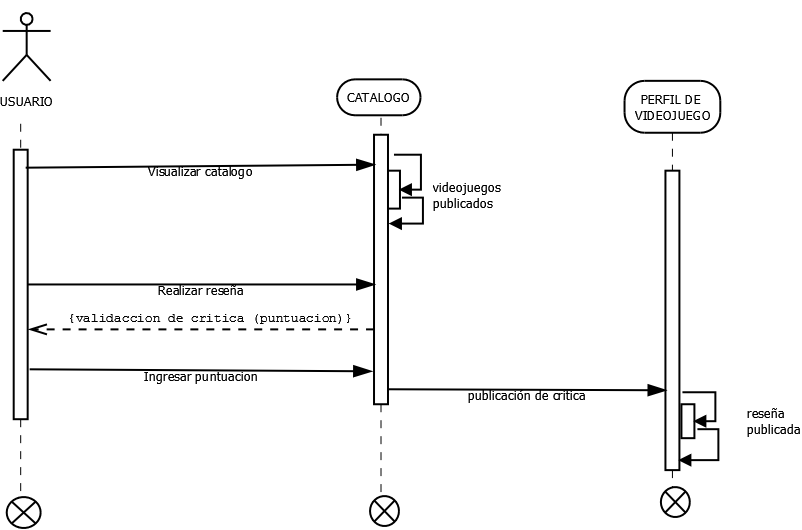 USUARIO
CATALOGO
PERFIL DE
VIDEOJUEGO
Visualizar catalogo
videojuegos
publicados
Realizar reseña
{validaccion de critica (puntuacion)}
Ingresar puntuacion
publicación de critica
reseña
publicada